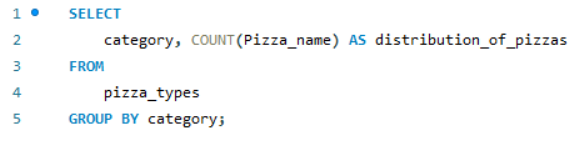 1 SELECT
2 category, COUNT(Pizza_name) AS distribution_of_pizzas
3 FROM
4 pizza_types
5 GROUP BY category;